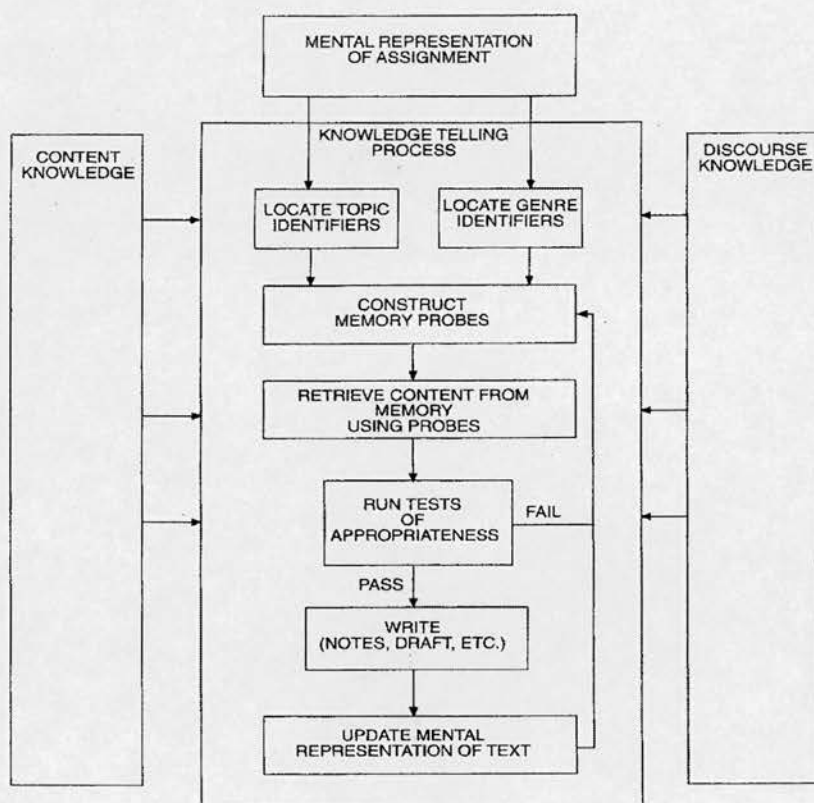 MENTAL REPRESENTATION
OF ASSIGNMENT
CONTENT
KNOWLEDGE
KNOWLEDGE TELLING
PROCESS
DISCOURSE
KNOWLEDGE
LOCATE TOPIC
IDENTIFIERS
LOCATE GENRE
IDENTIFIERS
CONSTRUCT
MEMORY PROBES
RETRIEVE CONTENT FROM
MEMORY
USING PROBES
RUN TESTS
OF
APPROPRIATENESS
FAIL
PASS
WRITE
(NOTES, DRAFT, ETC.)
UPDATE MENTAL
REPRESENTATION OF TEXT